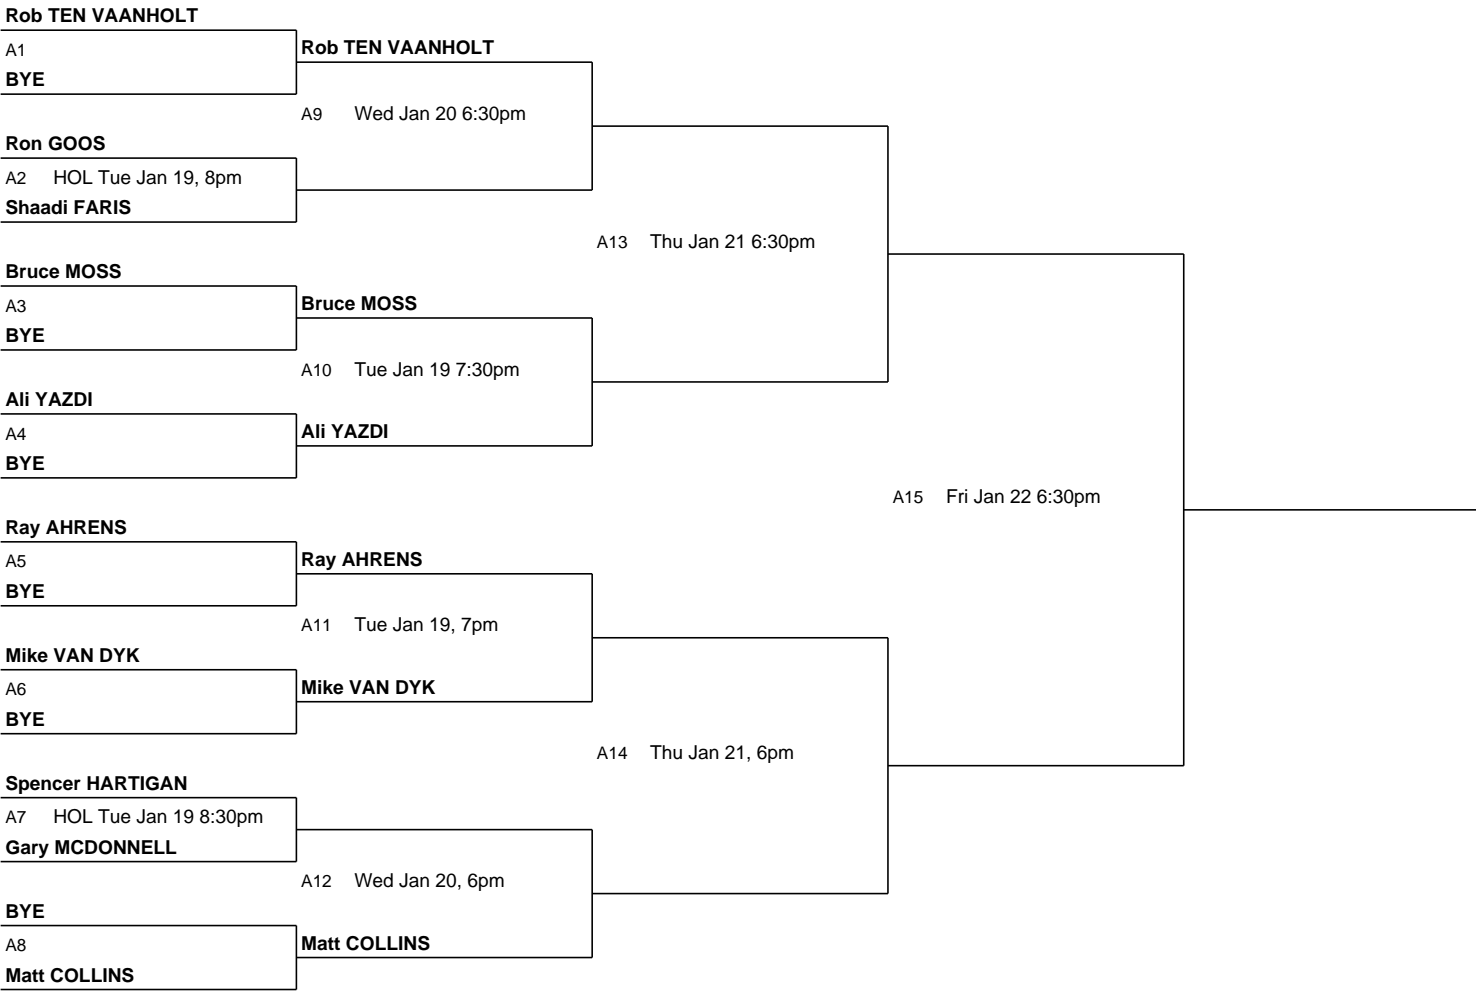 Rob TEN VAANHOLT
A1
Rob TEN VAANHOLT
BYE
A9 Wed Jan 20 6:30pm
Ron GOOS
A2 HOL Tue Jan 19, 8pm
Shaadi FARIS
A13 Thu Jan 21 6:30pm
Bruce MOSS
A3
Bruce MOSS
BYE
A10 Tue Jan 19 7:30pm
Ali YAZDI
A4
Ali YAZDI
BYE
A15 Fri Jan 22 6:30pm
Ray AHRENS
A5
Ray AHRENS
BYE
A11 Tue Jan 19, 7pm
Mike VAN DYK
A6
Mike VAN DYK
BYE
A14 Thu Jan 21, 6pm
Spencer HARTIGAN
A7 HOL Tue Jan 19 8:30pm
Gary MCDONNELL
A12 Wed Jan 20, 6pm
BYE
A8
Matt COLLINS
Matt COLLINS